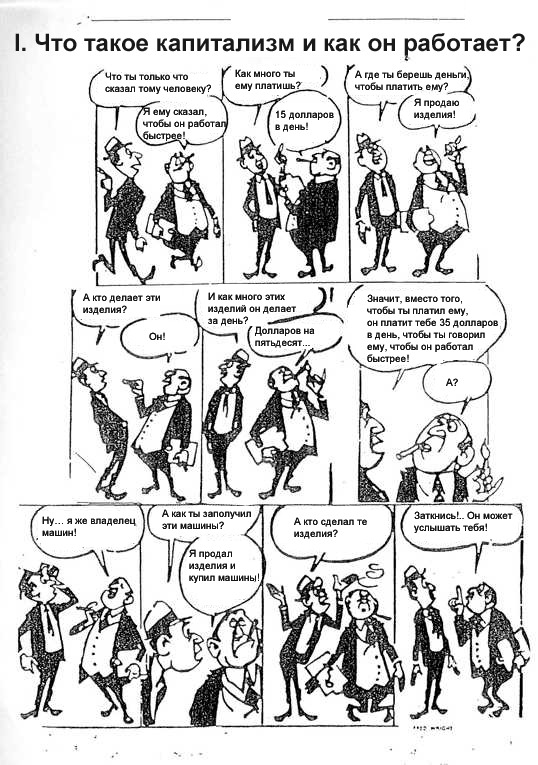 I. Что такое капитализм и как он работает?
Что ты только что
сказал тому человеку?
Я ему сказал,
чтобы он работал
быстрее!
Как много ты
ему платишь?
15 долларов
в день!
А где ты берешь деньги,
чтобы платить ему?
Я продаю
изделия!
А кто делает эти
изделия?
Он!
И как много этих
изделий он делает
за день?
Долларов на
пятьдесят...
Значит, вместо того,
чтобы ты платил ему,
он платит тебе 35 долларов
в день, чтобы ты говорил
ему, чтобы он работал
быстрее!
А?
Ну... я же владелец
машин!
А как ты заполучил
эти машины?
Я продал
изделия и
купил машины!
А кто сделал те
изделия?
Заткнись!.. Он может
услышать тебя!
FRED WRIGHT